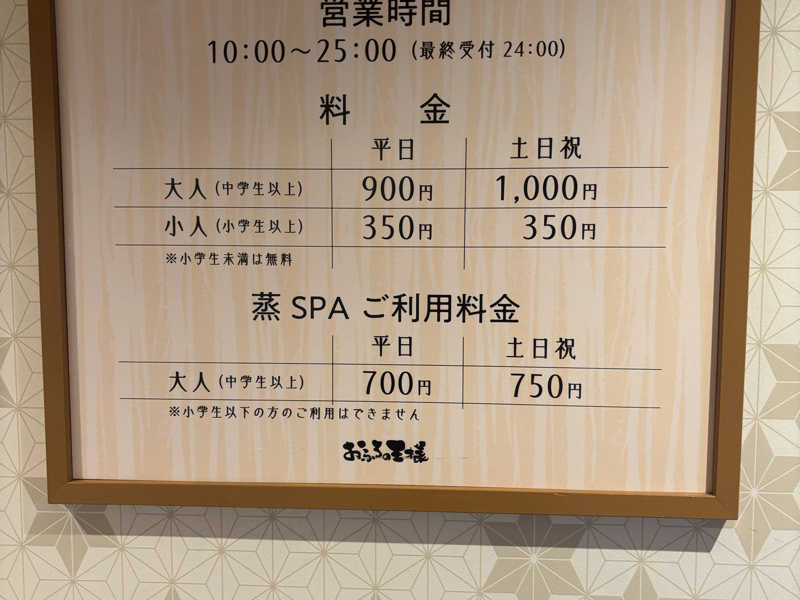 営業時間
10:00～25:00 (最終受付 24:00)
料 金
平日 土日祝
大人(中学生以上) 900円 1,000円
小人(小学生以上) 350円 350円
※小学生未満は無料
蒸 SPA ご利用料金
平日 土日祝
大人(中学生以上) 700円 750円
※小学生以下の方のご利用はできません
おふろの王様